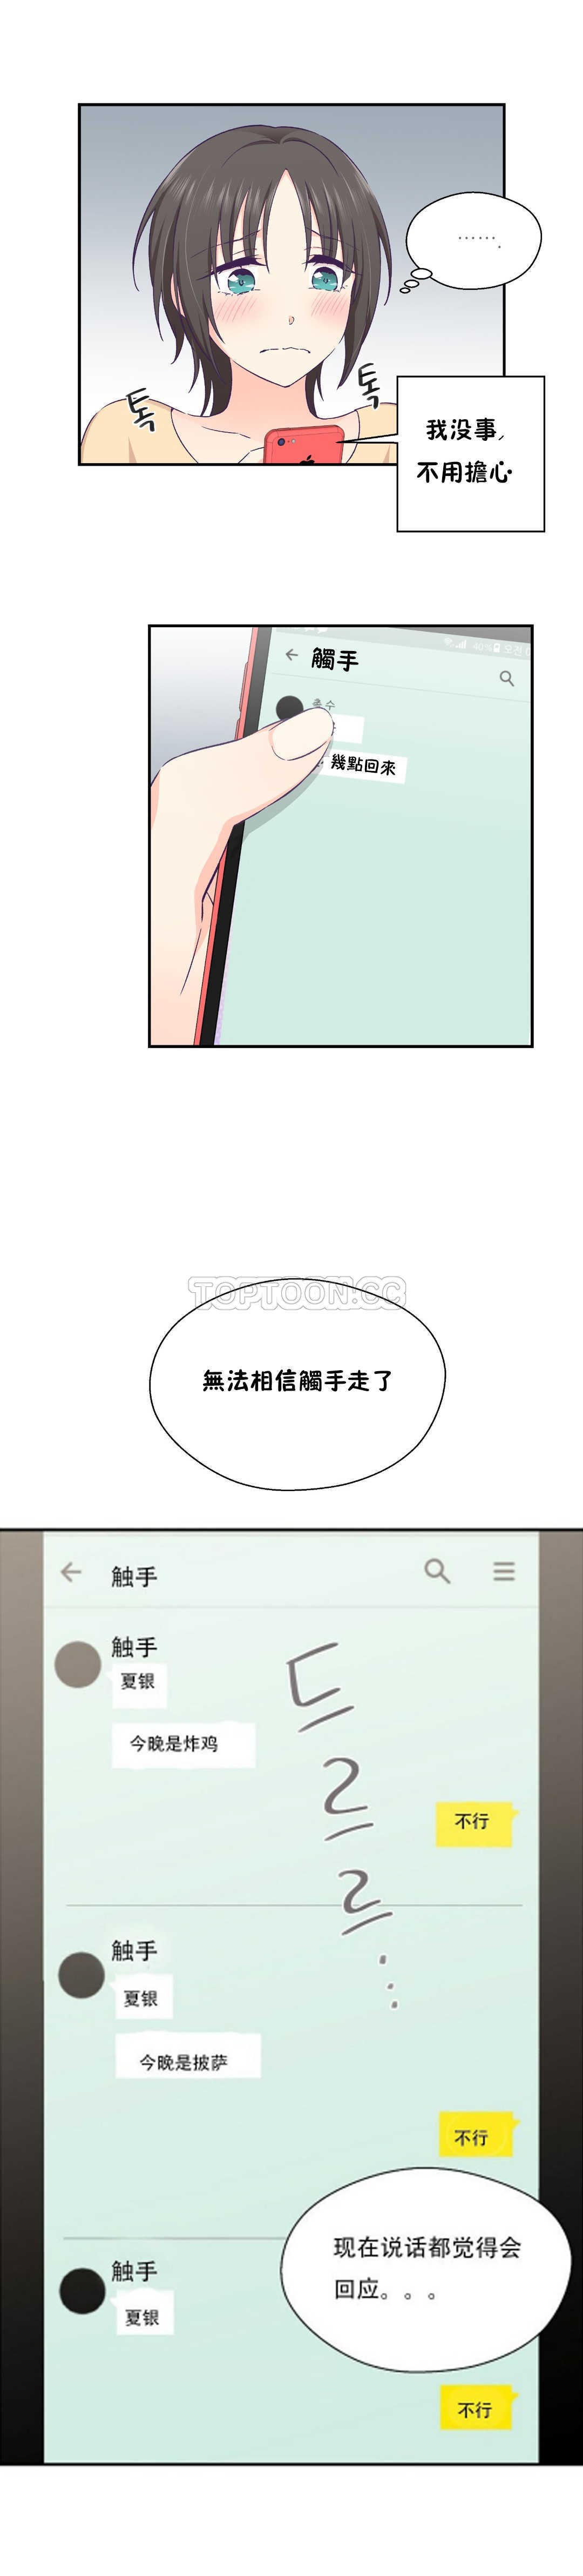 ……
톡
톡
我没事,
不用擔心
觸手
촉수
幾點回來
40%
오전
TOPTOON.CC
無法相信觸手走了
触手
触手
夏银
드
르
르
...
今晚是炸鸡
不行
触手
夏银
今晚是披萨
不行
现在说话都觉得会
回应。。。
触手
夏银
不行